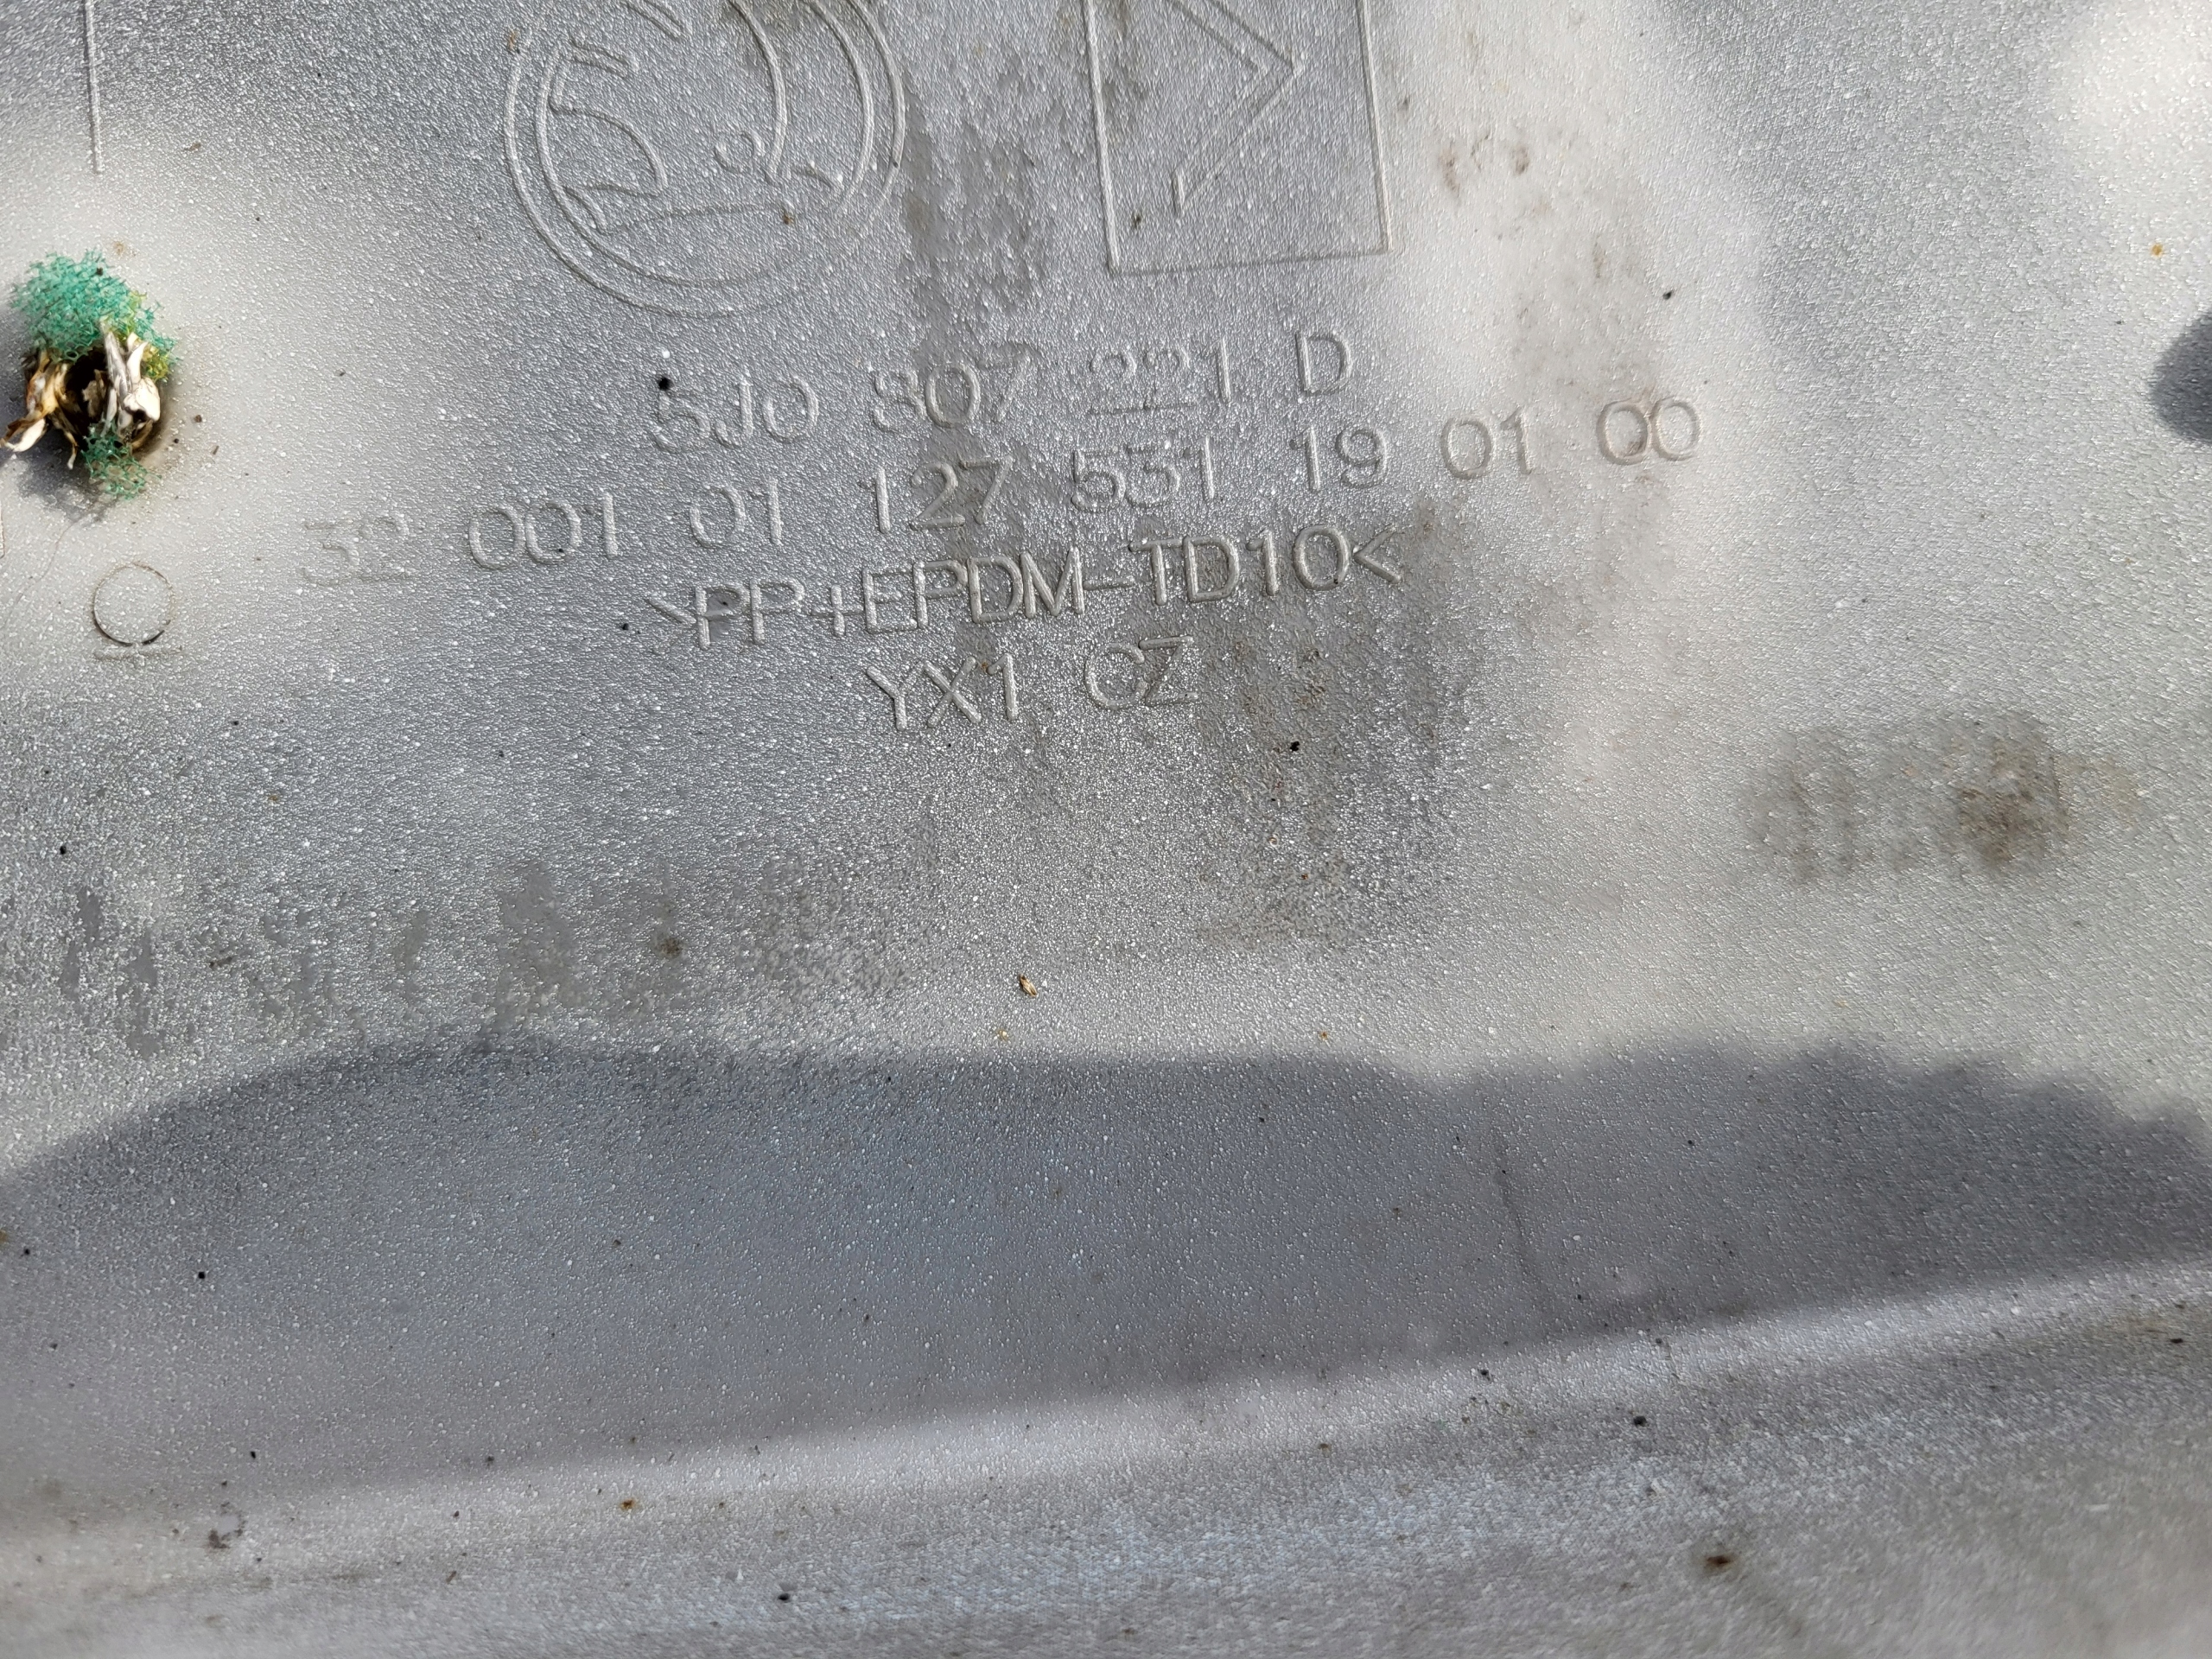 5J0 807 221 D
32 001 01 127 531 19 01 00
>PP+EPDM-TD10<
YX1 CZ